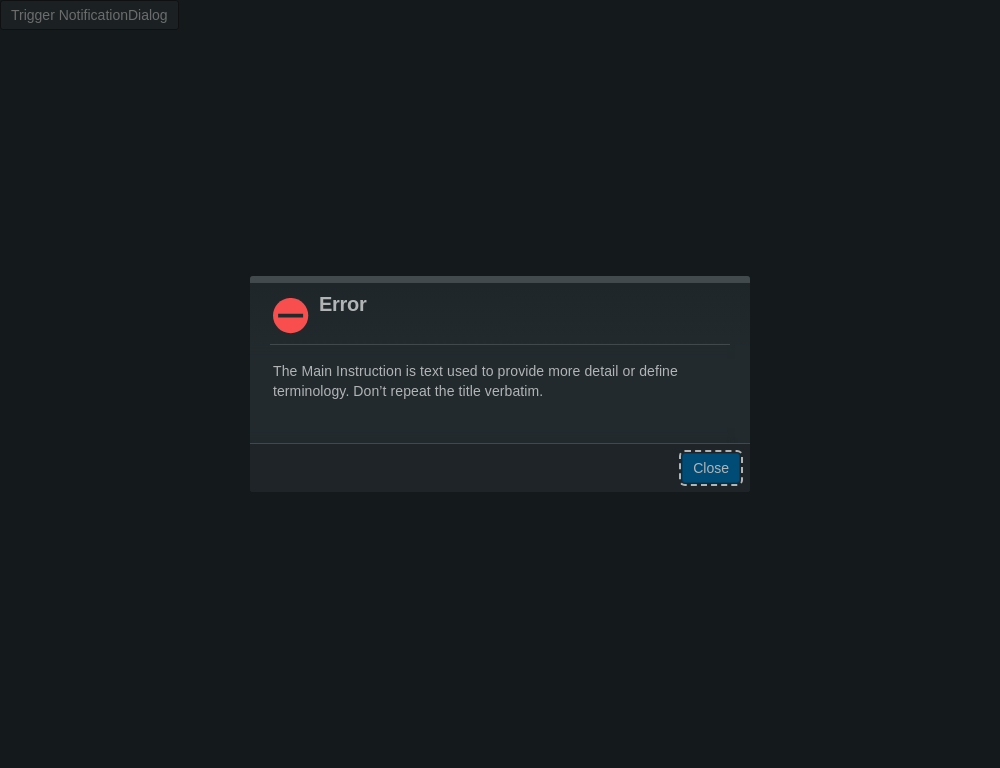 Trigger NotificationDialog
Error
The Main Instruction is text used to provide more detail or define
terminology. Don’t repeat the title verbatim.
Close